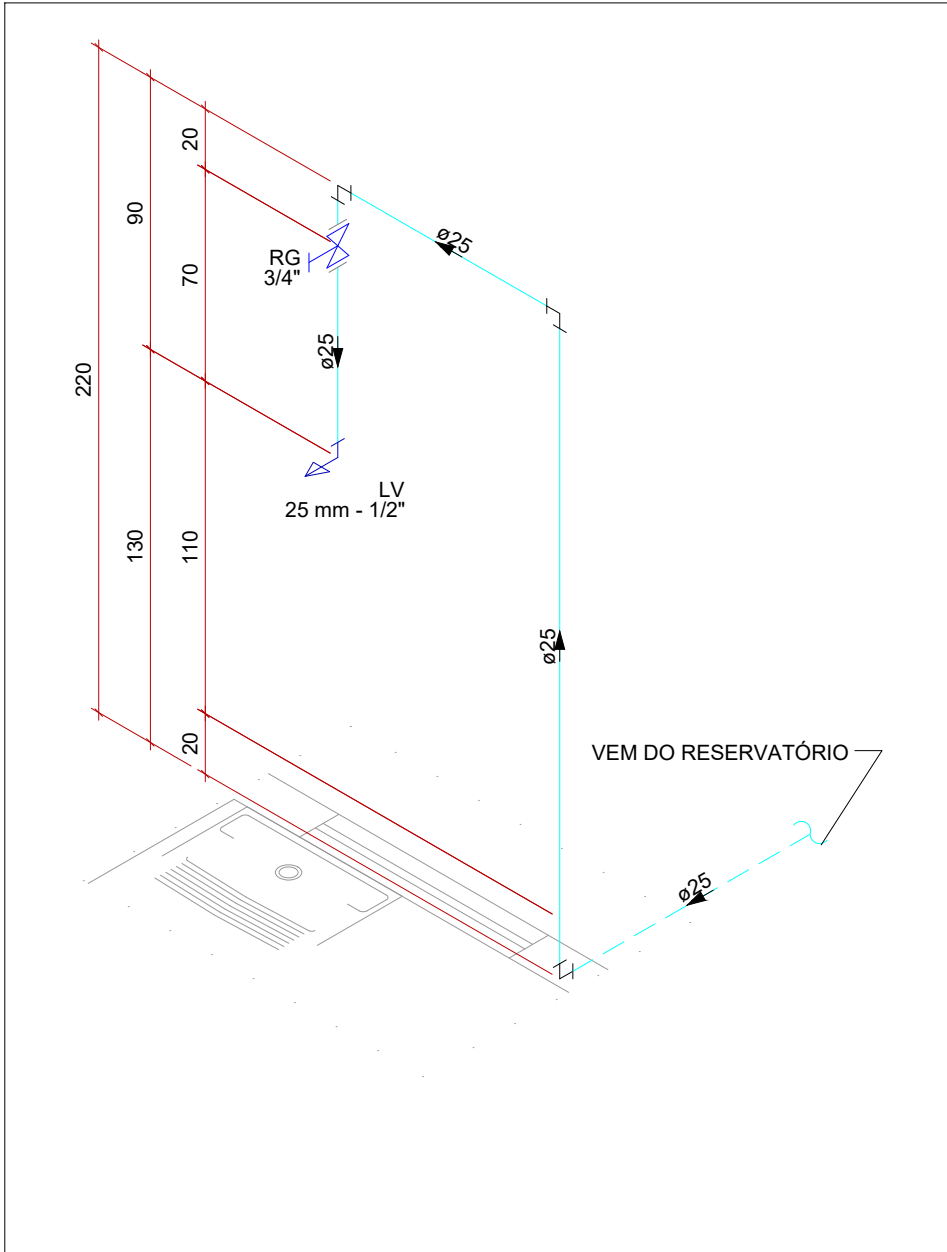 20
90
ø25
RG
3/4"
70
ø25
220
LV
25 mm - 1/2"
130
110
ø25
20
VEM DO RESERVATÓRIO
ø25